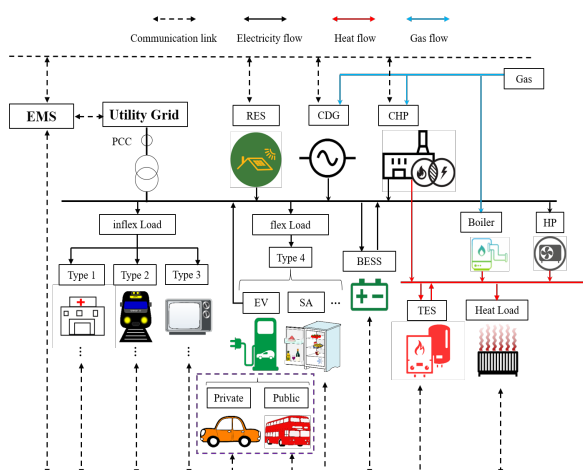 Communication link Electricity flow Heat flow Gas flow
Gas
EMS Utility Grid RES CDG CHP
PCC
inflex Load flex Load Boiler HP
Type 1 Type 2 Type 3 Type 4 BESS
EV SA ...
TES Heat Load
Private Public